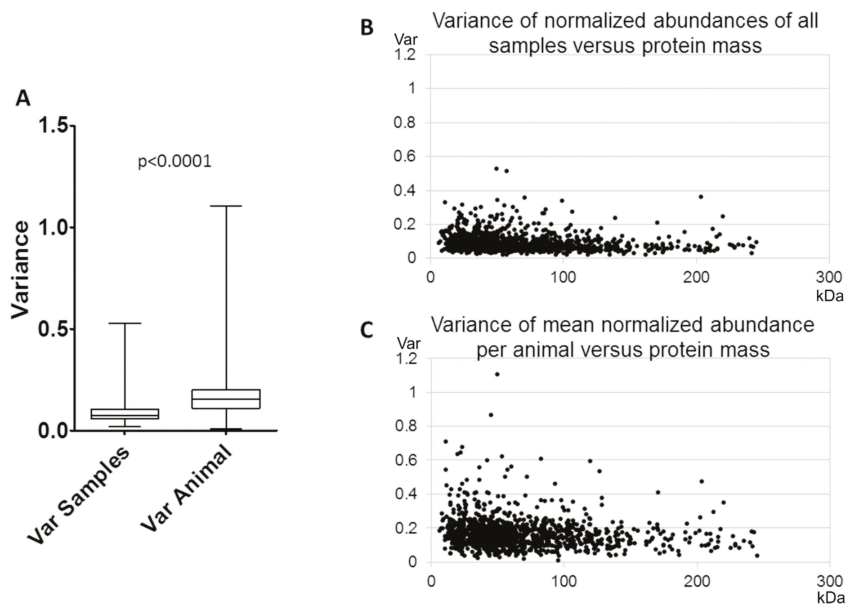 A
1.5
1.0
0.5
0.0
Variance
p<0.0001
Var Samples
Var Animal
B
Variance of normalized abundances of all
samples versus protein mass
Var
1.2
1
0.8
0.6
0.4
0.2
0
0
100
200
300
kDa
C
Variance of mean normalized abundance
per animal versus protein mass
Var
1.2
1
0.8
0.6
0.4
0.2
0
0
100
200
300
kDa